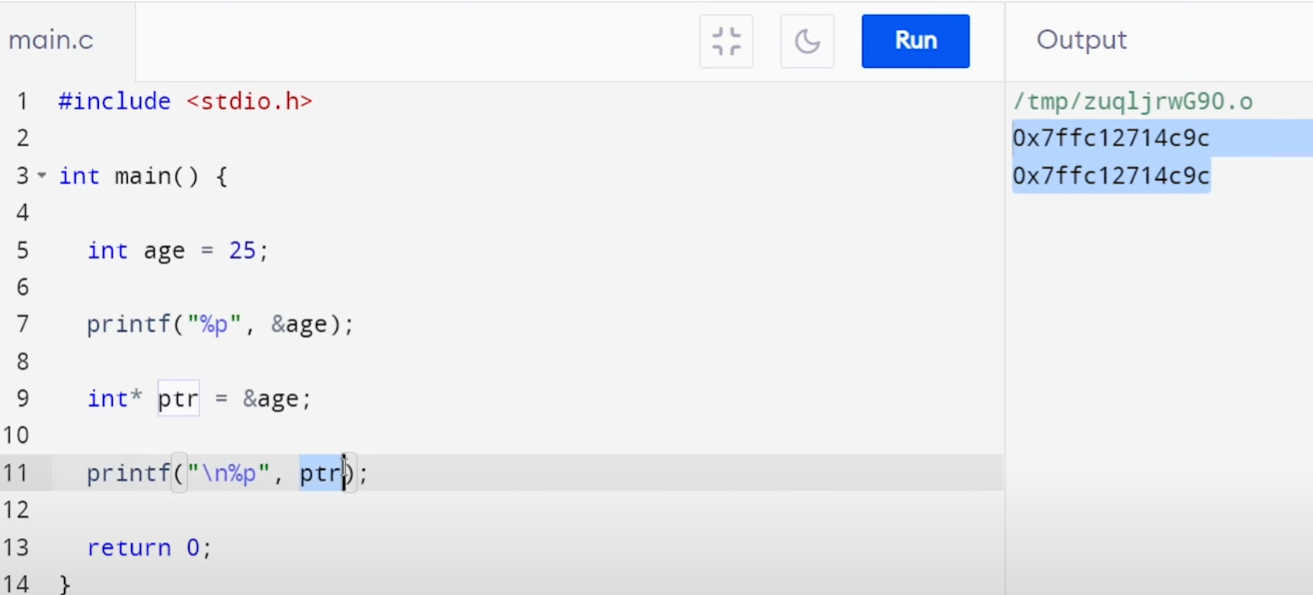 main.c
Run
Output
1 #include <stdio.h>
2
3 int main() {
4
5 int age = 25;
6
7 printf("%p", &age);
8
9 int* ptr = &age;
10
11 printf("\n%p", ptr);
12
13 return 0;
14 }
/tmp/zuqljrwG90.o
0x7ffc12714c9c
0x7ffc12714c9c